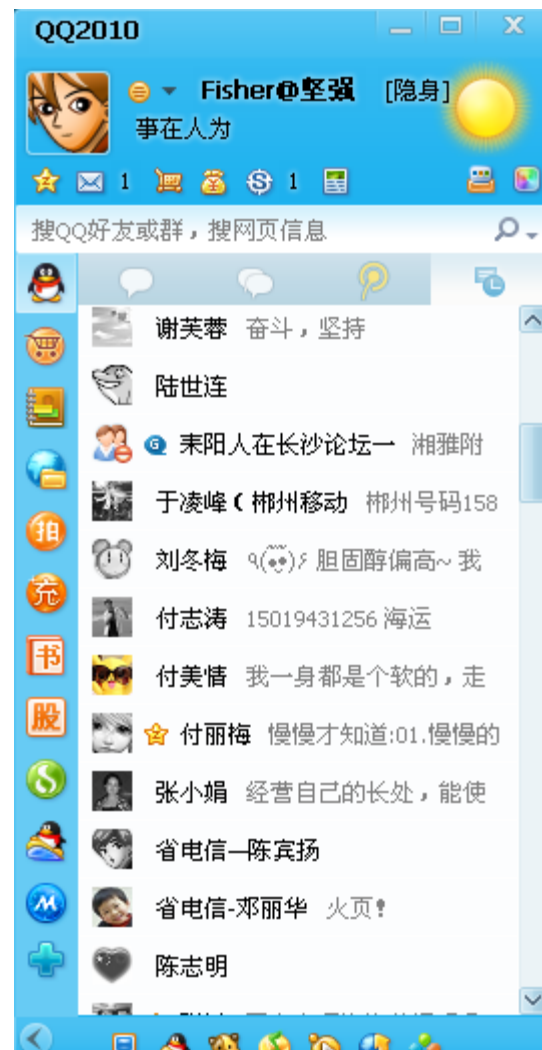 QQ2010
Fisher@坚强 [隐身]
事在人为
1 1
搜QQ好友或群，搜网页信息
谢芙蓉 奋斗，坚持
陆世连
耒阳人在长沙论坛一 湘雅附
于凌峰（郴州移动 郴州号码158
刘冬梅 胆固醇偏高~ 我
付志涛 15019431256 海运
付美情 我一身都是个软的，走
付丽梅 慢慢才知道:01.慢慢的
张小娟 经营自己的长处，能使
省电信—陈宾扬
省电信-邓丽华 火页！
陈志明
拍
充
书
股